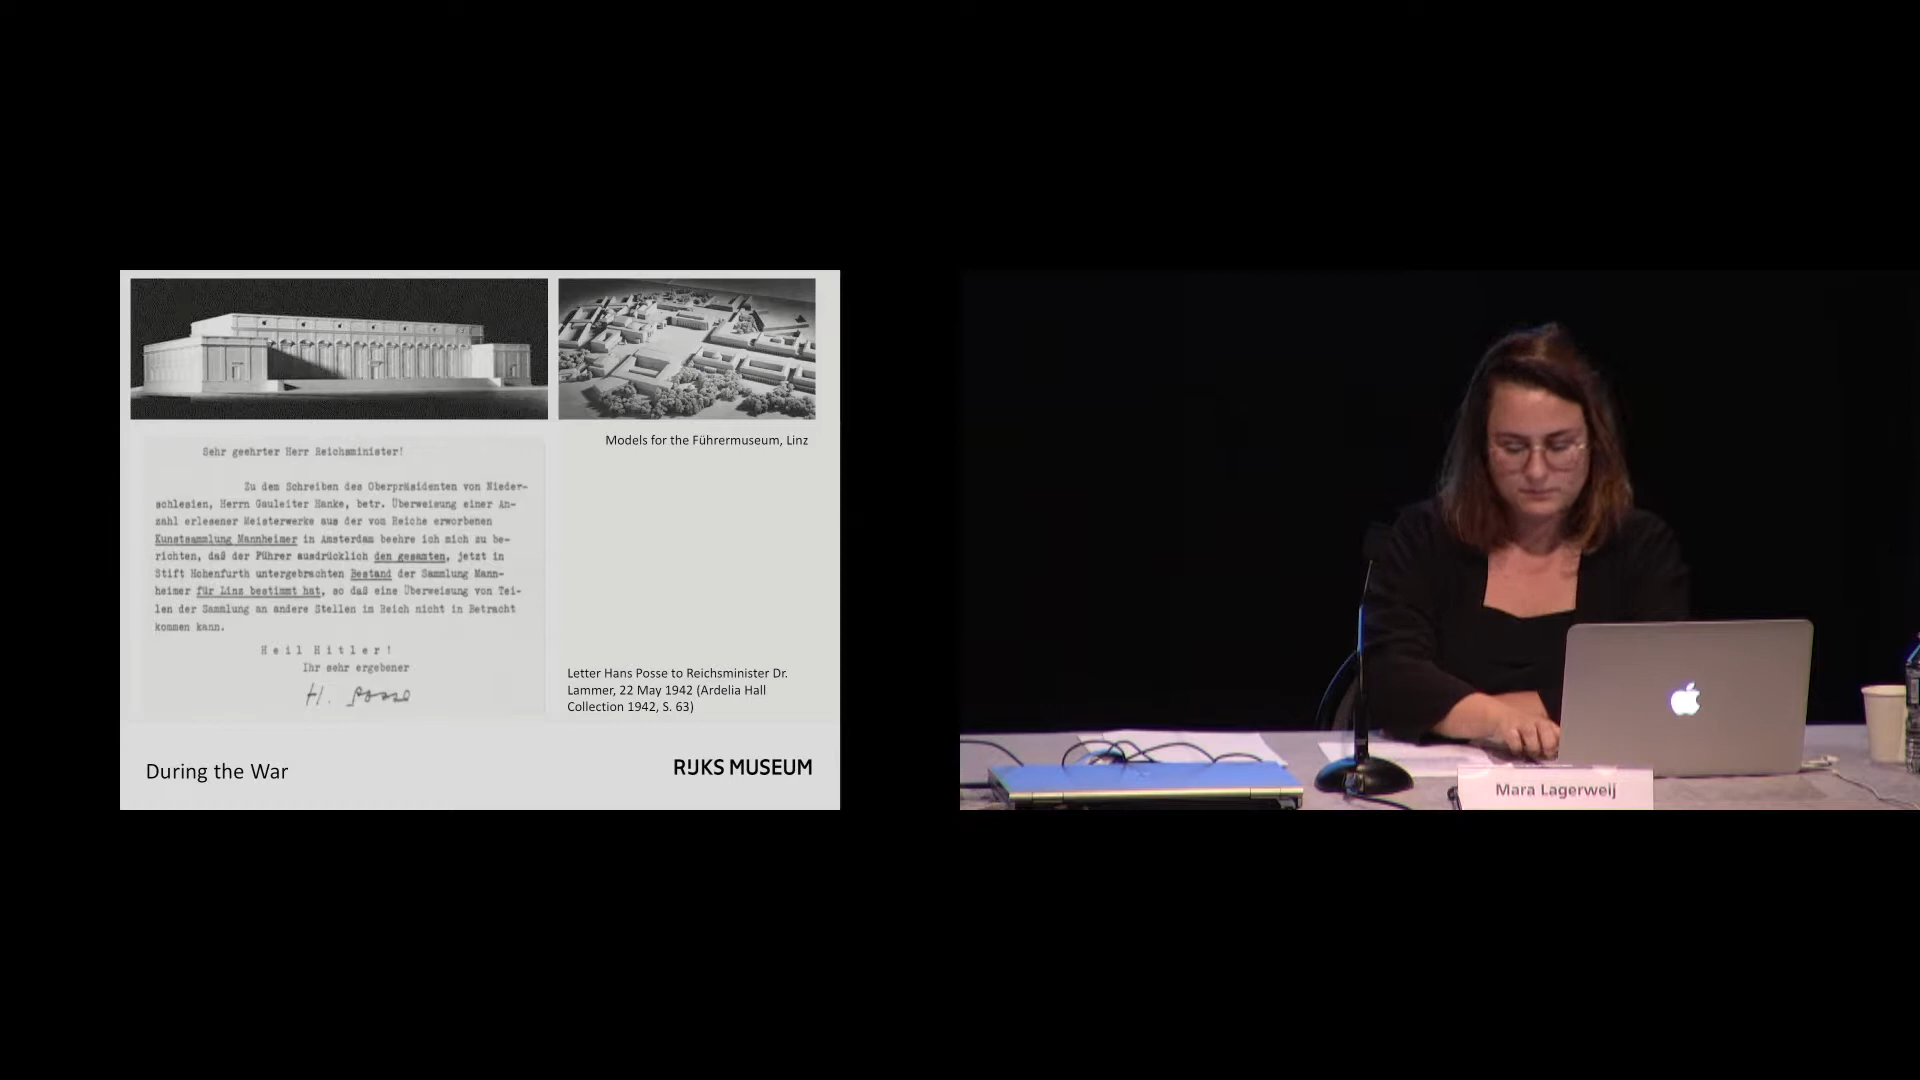 Models for the Führermuseum, Linz
Sehr geehrter Herr Reichsminister!
Zu dem Schreiben des Oberpräsidenten von Nieder-
schlesien, Herrn Gauleiter Hanke, betr. Überweisung einer An-
zahl erlesener Meisterwerke aus der vom Reiche erworbenen
Kunstsammlung Mannheimer in Amsterdam beehre ich mich zu be-
richten, daß der Führer ausdrücklich den gesamten, jetzt in
Stift Hohenfurth untergebrachten Bestand der Sammlung Mann-
heimer für Linz bestimmt hat, so daß eine Überweisung von Tei-
len der Sammlung an andere Stellen im Reich nicht in Betracht
kommen kann.
Heil Hitler!
Ihr sehr ergebener
H. Posse
Letter Hans Posse to Reichsminister Dr.
Lammer, 22 May 1942 (Ardelia Hall
Collection 1942, S. 63)
During the War
RIJKS MUSEUM
Mara Lagerweij